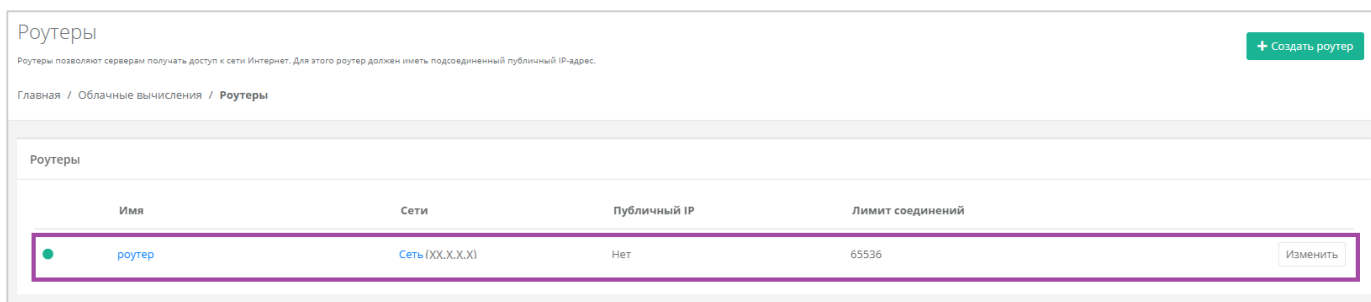 Роутеры
+ Создать роутер
Роутеры позволяют серверам получать доступ к сети Интернет. Для этого роутер должен иметь подсоединенный публичный IP-адрес.
Главная / Облачные вычисления / Роутеры
Роутеры
Имя Сети Публичный IP Лимит соединений
роутер Сеть (XX.X.X.X) Нет 65536 Изменить